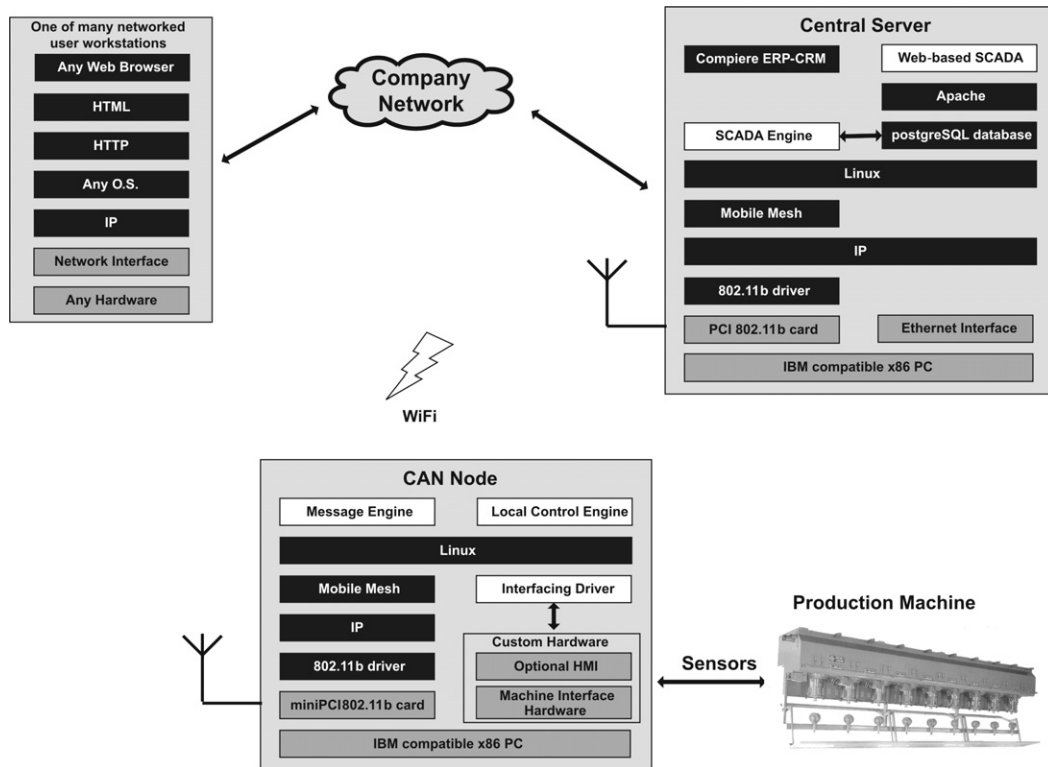 One of many networked
user workstations
Any Web Browser
HTML
HTTP
Any O.S.
IP
Network Interface
Any Hardware
Company
Network
Central Server
Compiere ERP-CRM
Web-based SCADA
Apache
SCADA Engine
postgreSQL database
Linux
Mobile Mesh
IP
802.11b driver
PCI 802.11b card
Ethernet Interface
IBM compatible x86 PC
WiFi
CAN Node
Message Engine
Local Control Engine
Linux
Mobile Mesh
Interfacing Driver
IP
Custom Hardware
802.11b driver
Optional HMI
miniPCI802.11b card
Machine Interface
Hardware
IBM compatible x86 PC
Sensors
Production Machine